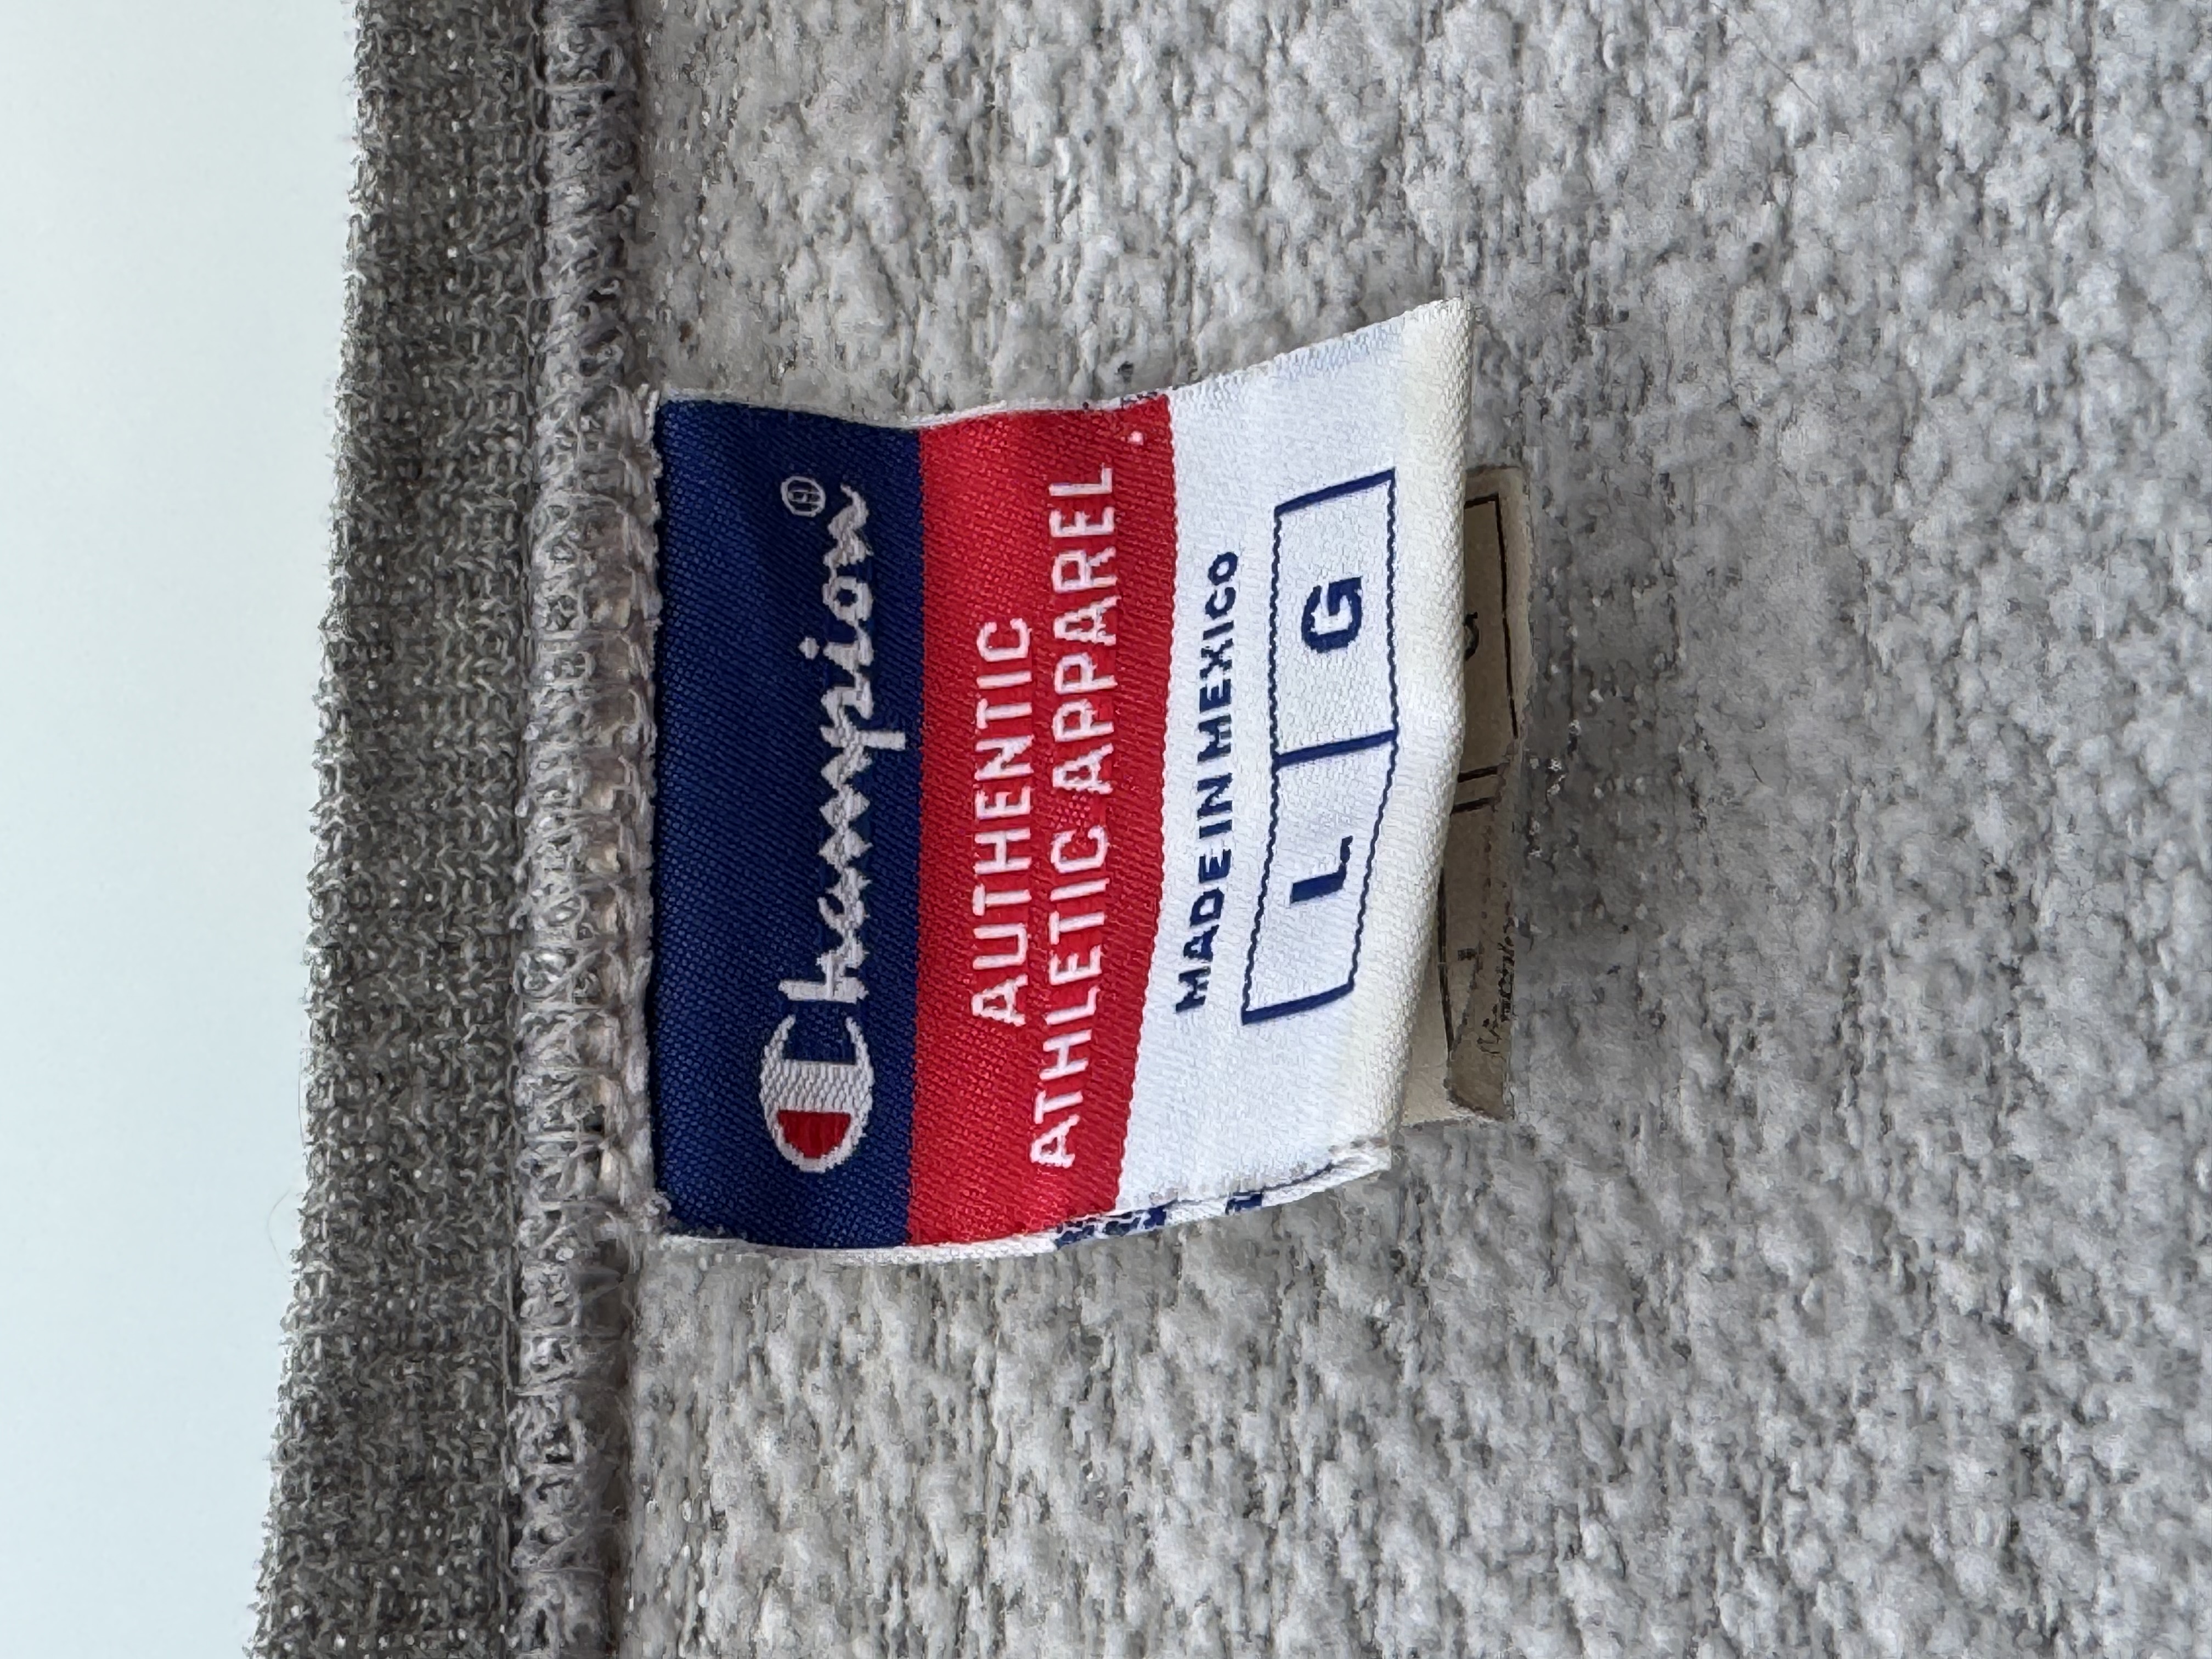 Champion®
AUTHENTIC
ATHLETIC APPAREL
MADE IN MEXICO
L G